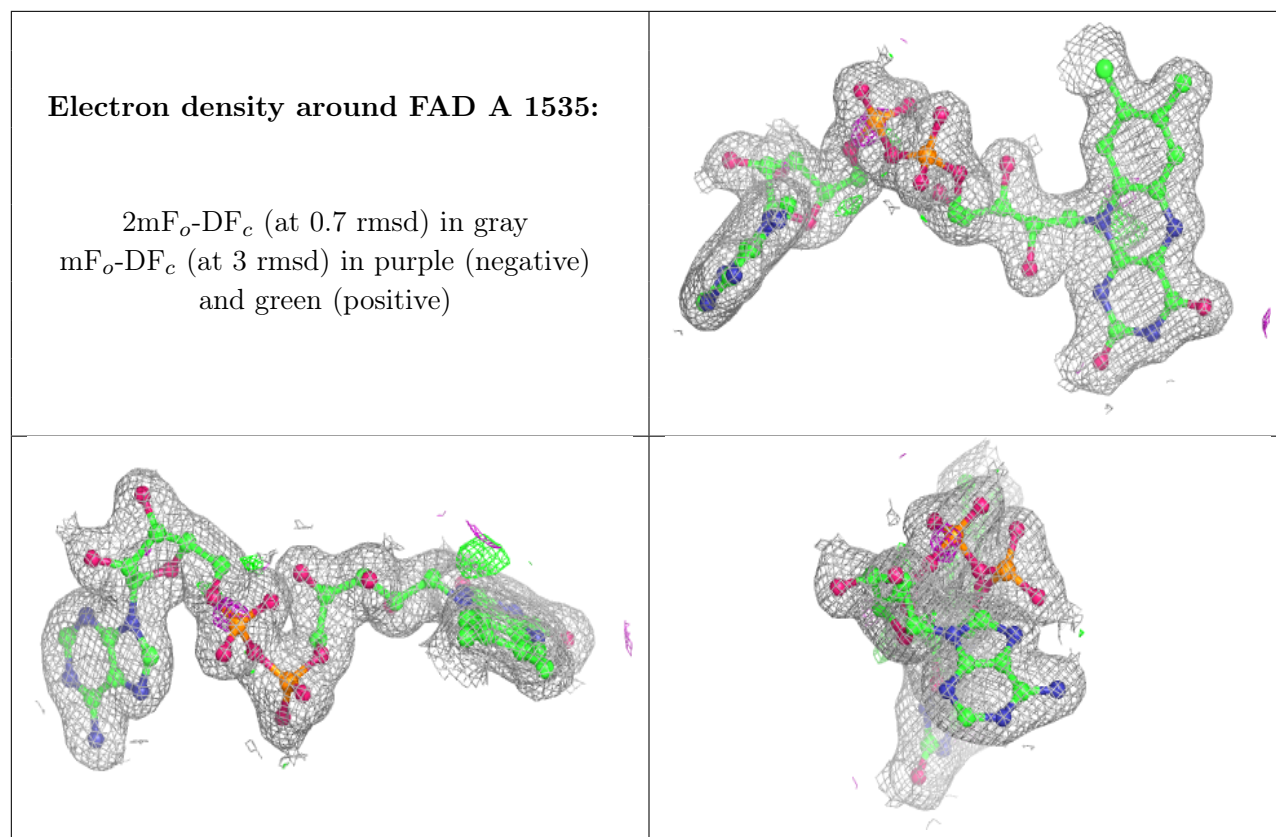 Electron density around FAD A 1535:
2mFo-DFc (at 0.7 rmsd) in gray
mFo-DFc (at 3 rmsd) in purple (negative)
and green (positive)